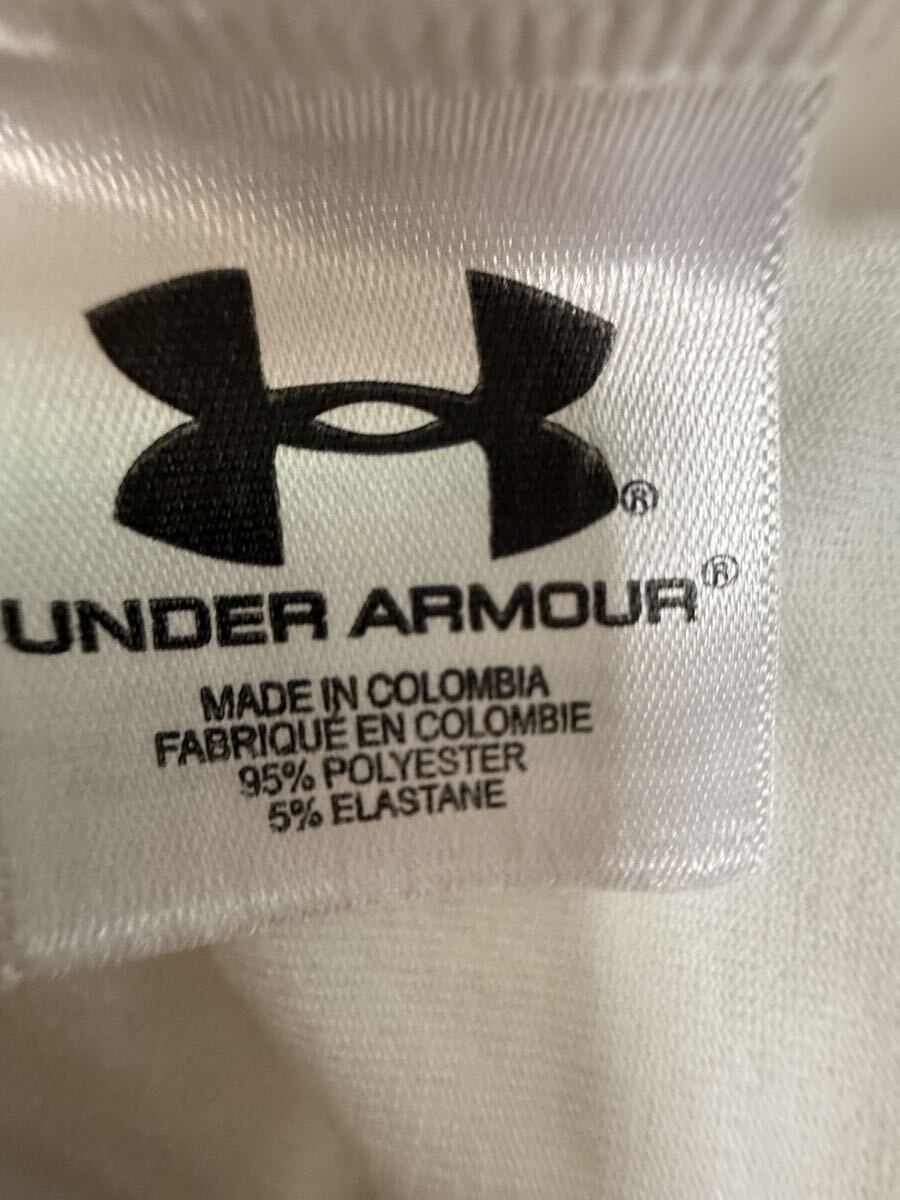 ®
UNDER ARMOUR®
MADE IN COLOMBIA
FABRIQUÉ EN COLOMBIE
95% POLYESTER
5% ELASTANE